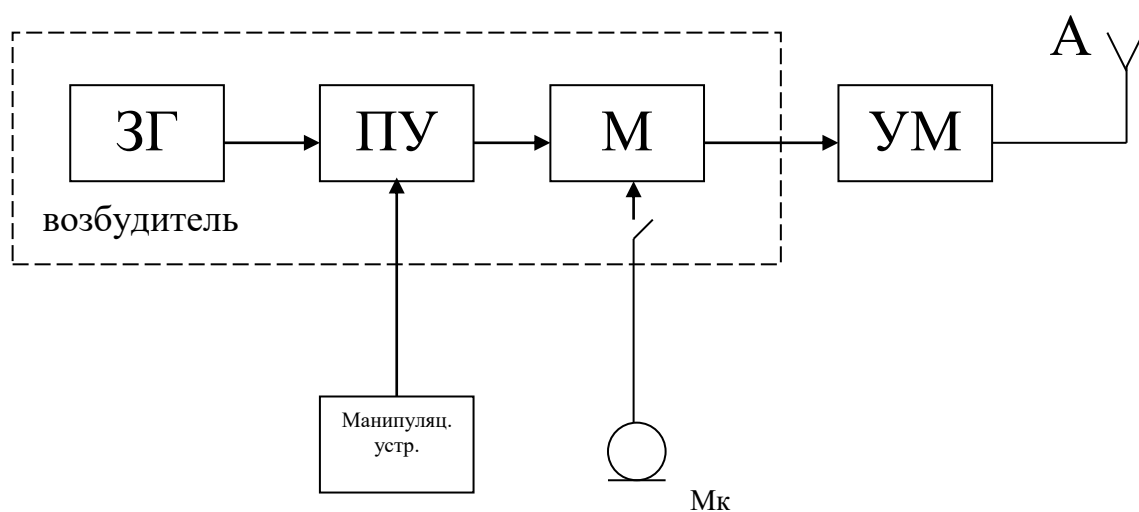 А
ЗГ
ПУ
М
УМ
возбудитель
Манипуляц.
устр.
Мк